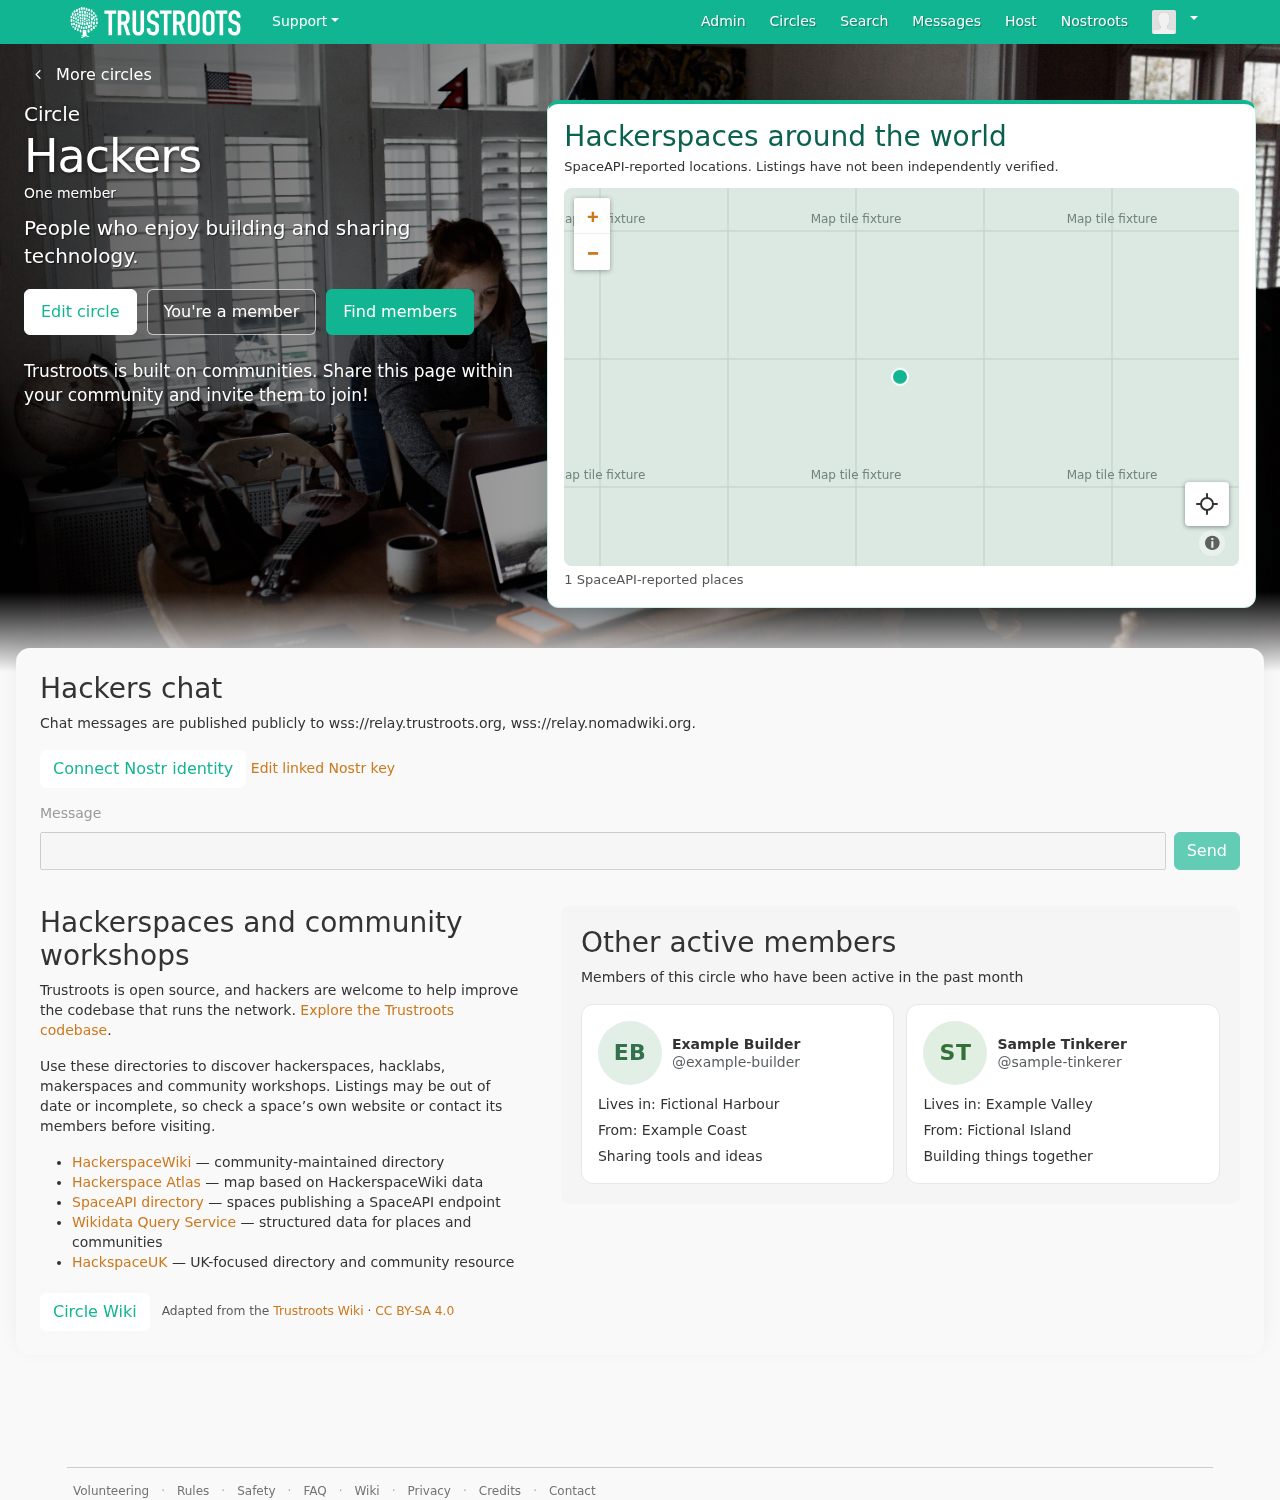 TRUSTROOTS
Support
Admin
Circles
Search
Messages
Host
Nostroots
More circles
Circle
Hackers
One member
People who enjoy building and sharing
technology.
Edit circle
You're a member
Find members
Trustroots is built on communities. Share this page within
your community and invite them to join!
Hackerspaces around the world
SpaceAPI-reported locations. Listings have not been independently verified.
+
−
ixture
Map tile fixture
Map tile fixture
ap tile fixture
Map tile fixture
Map tile fixture
1 SpaceAPI-reported places
Hackers chat
Chat messages are published publicly to wss://relay.trustroots.org, wss://relay.nomadwiki.org.
Connect Nostr identity
Edit linked Nostr key
Message
Send
Hackerspaces and community
workshops
Trustroots is open source, and hackers are welcome to help improve
the codebase that runs the network. Explore the Trustroots
codebase.
Use these directories to discover hackerspaces, hacklabs,
makerspaces and community workshops. Listings may be out of
date or incomplete, so check a space’s own website or contact its
members before visiting.
• HackerspaceWiki — community-maintained directory
• Hackerspace Atlas — map based on HackerspaceWiki data
• SpaceAPI directory — spaces publishing a SpaceAPI endpoint
• Wikidata Query Service — structured data for places and
communities
• HackspaceUK — UK-focused directory and community resource
Circle Wiki
Adapted from the Trustroots Wiki · CC BY-SA 4.0
Other active members
Members of this circle who have been active in the past month
EB
Example Builder
@example-builder
Lives in: Fictional Harbour
From: Example Coast
Sharing tools and ideas
ST
Sample Tinkerer
@sample-tinkerer
Lives in: Example Valley
From: Fictional Island
Building things together
Volunteering · Rules · Safety · FAQ · Wiki · Privacy · Credits · Contact